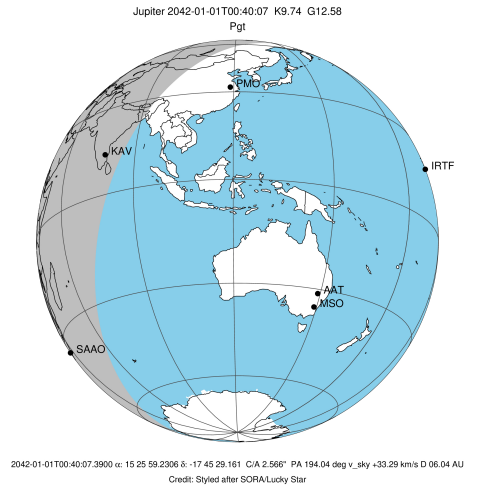 Jupiter 2042-01-01T00:40:07 K9.74 G12.58
Pgt
PMO
KAV
IRTF
AAT
MSO
SAAO
2042-01-01T00:40:07.3900 α: 15 25 59.2306 δ: -17 45 29.161 C/A 2.566" PA 194.04 deg v_sky +33.29 km/s D 06.04 AU
Credit: Styled after SORA/Lucky Star